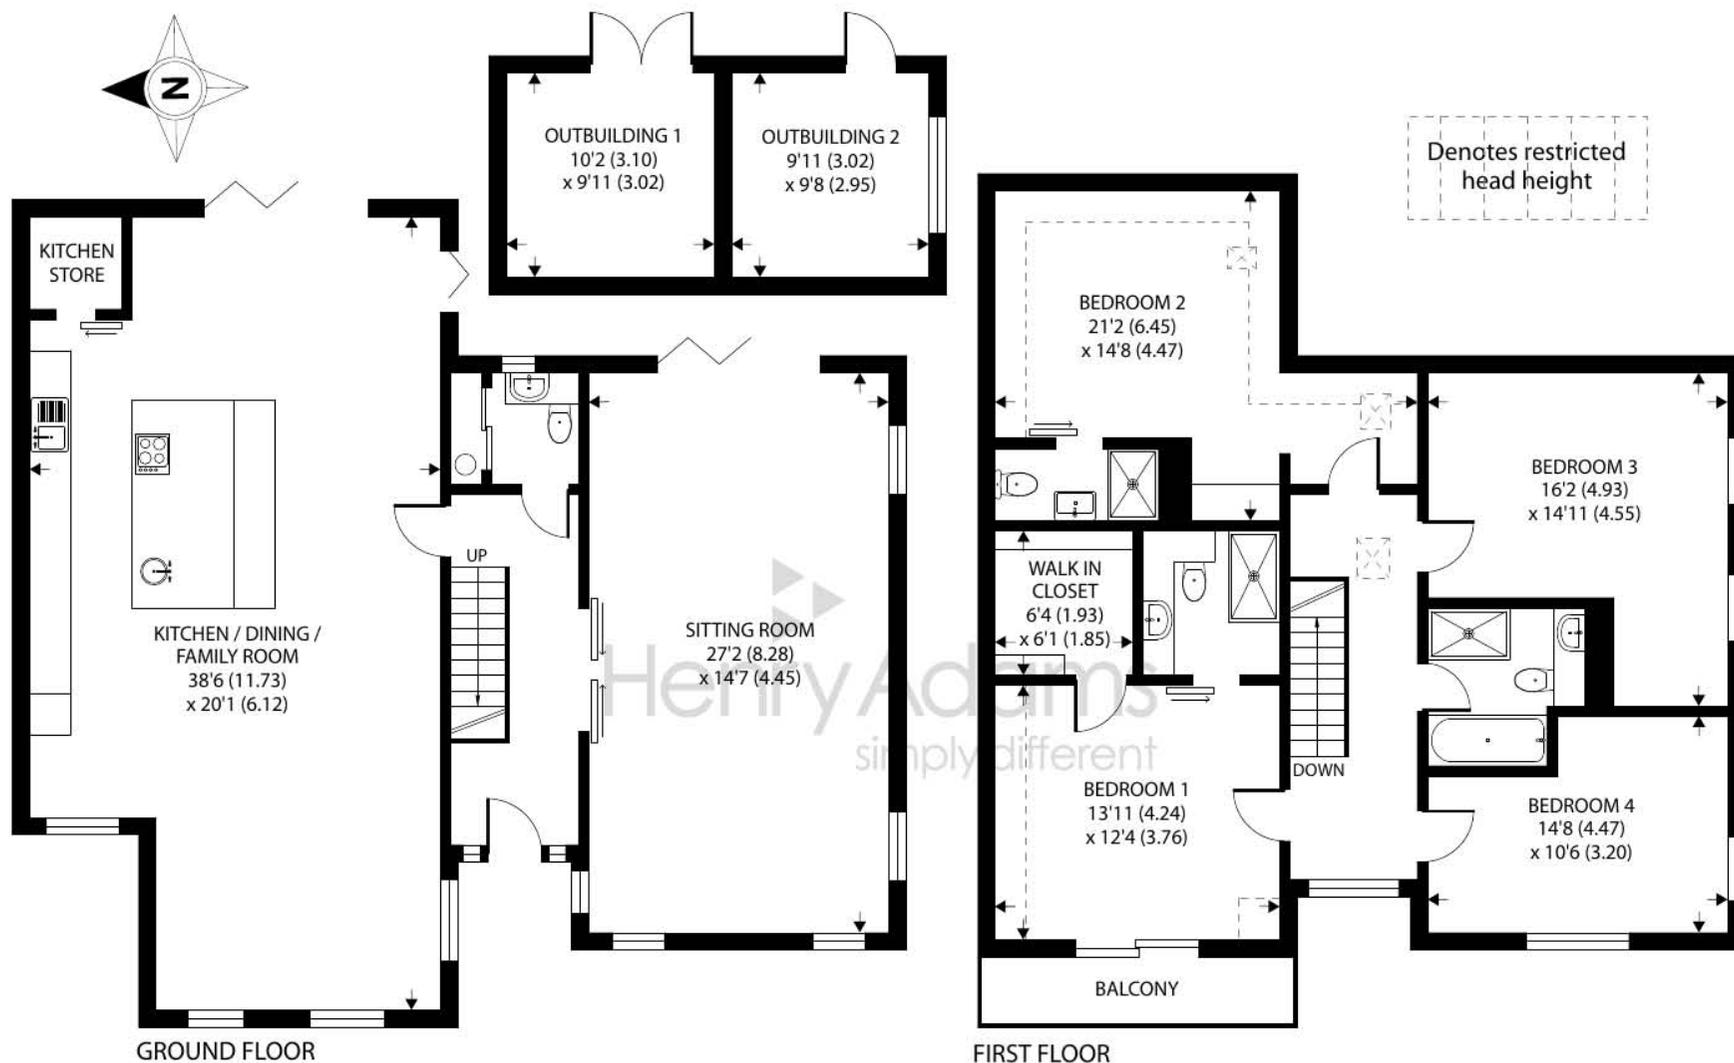 N
OUTBUILDING 1
10'2 (3.10)
x 9'11 (3.02)
OUTBUILDING 2
9'11 (3.02)
x 9'8 (2.95)
Denotes restricted
head height
KITCHEN
STORE
KITCHEN / DINING /
FAMILY ROOM
38'6 (11.73)
x 20'1 (6.12)
UP
SITTING ROOM
27'2 (8.28)
x 14'7 (4.45)
BEDROOM 2
21'2 (6.45)
x 14'8 (4.47)
BEDROOM 3
16'2 (4.93)
x 14'11 (4.55)
WALK IN
CLOSET
6'4 (1.93)
x 6'1 (1.85)
Henry Adams
simply different
DOWN
BEDROOM 1
13'11 (4.24)
x 12'4 (3.76)
BEDROOM 4
14'8 (4.47)
x 10'6 (3.20)
BALCONY
GROUND FLOOR
FIRST FLOOR